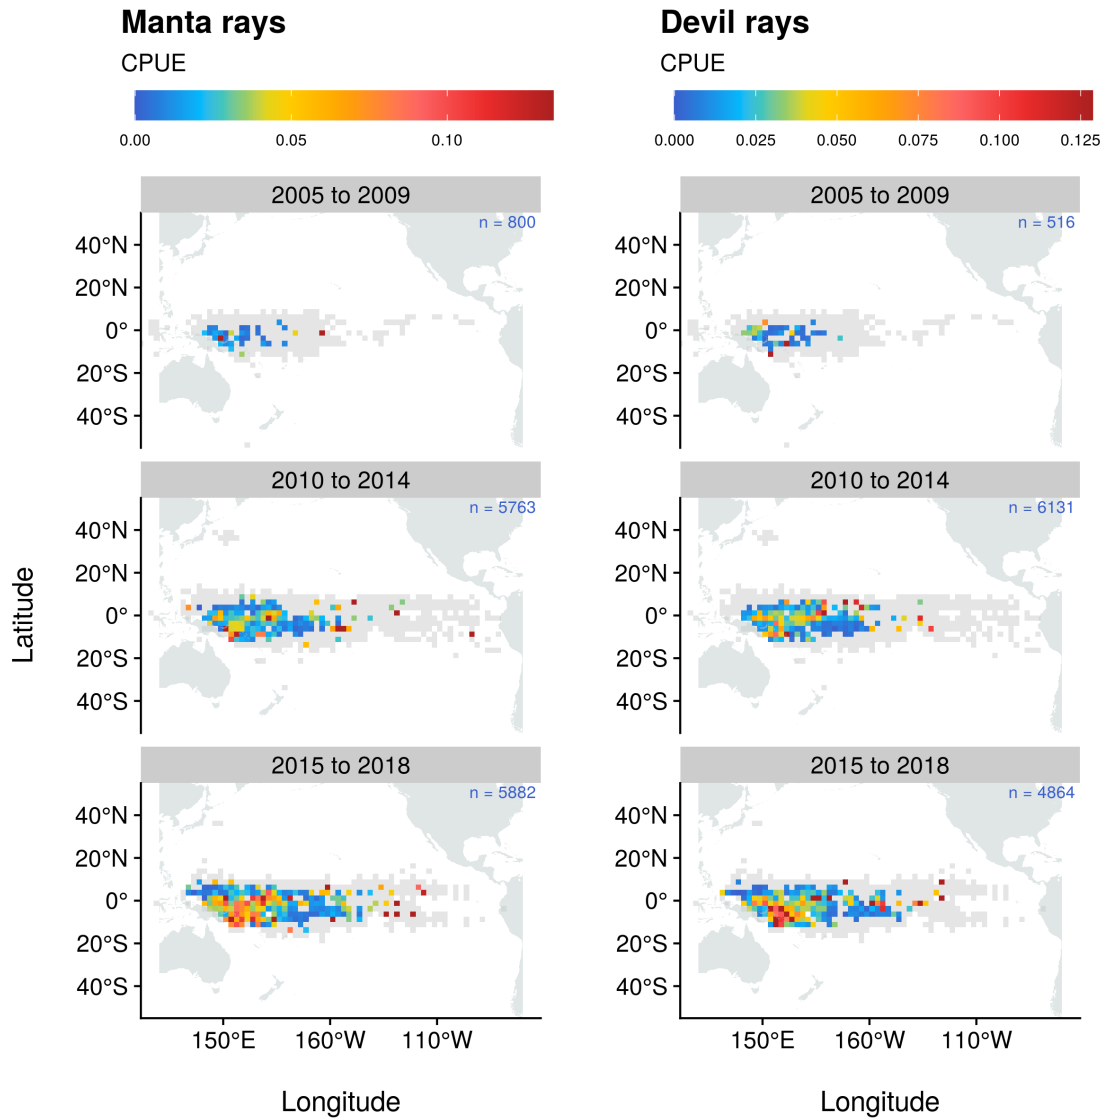 Manta rays
CPUE
0.00 0.05 0.10
Devil rays
CPUE
0.000 0.025 0.050 0.075 0.100 0.125
2005 to 2009
n = 800
40°N
20°N
0°
20°S
40°S
2005 to 2009
n = 516
40°N
20°N
0°
20°S
40°S
2010 to 2014
n = 5763
40°N
20°N
0°
20°S
40°S
2010 to 2014
n = 6131
40°N
20°N
0°
20°S
40°S
2015 to 2018
n = 5882
40°N
20°N
0°
20°S
40°S
2015 to 2018
n = 4864
40°N
20°N
0°
20°S
40°S
Latitude
150°E 160°W 110°W
150°E 160°W 110°W
Longitude
Longitude